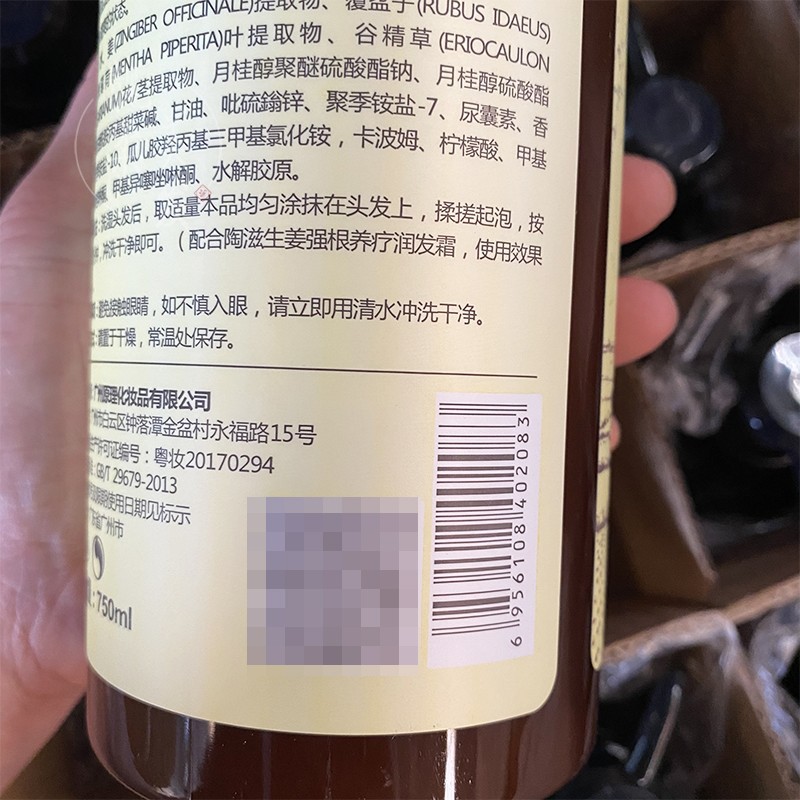 姜(ZINGIBER OFFICINALE)提取物、覆盆子(RUBUS IDAEUS)
(MENTHA PIPERITA)叶提取物、谷精草(ERIOCAULON
花/茎提取物、月桂醇聚醚硫酸酯钠、月桂醇硫酸酯
丙基甜菜碱、甘油、吡硫鎓锌、聚季铵盐-7、尿囊素、香
-10、瓜儿胶羟丙基三甲基氯化铵，卡波姆、柠檬酸、甲基
甲基异噻唑啉酮、水解胶原。
洗湿头发后，取适量本品均匀涂抹在头发上，揉搓起泡，按
冲洗干净即可。（配合陶滋生姜强根养疗润发霜，使用效果
避免接触眼睛，如不慎入眼，请立即用清水冲洗干净。
请置于干燥，常温处保存。
广州原理化妆品有限公司
广州市白云区钟落潭金盆村永福路15号
生产许可证编号：粤妆20170294
GB/T 29679-2013
使用日期见标示
广州市
：750ml
6 956108 402083